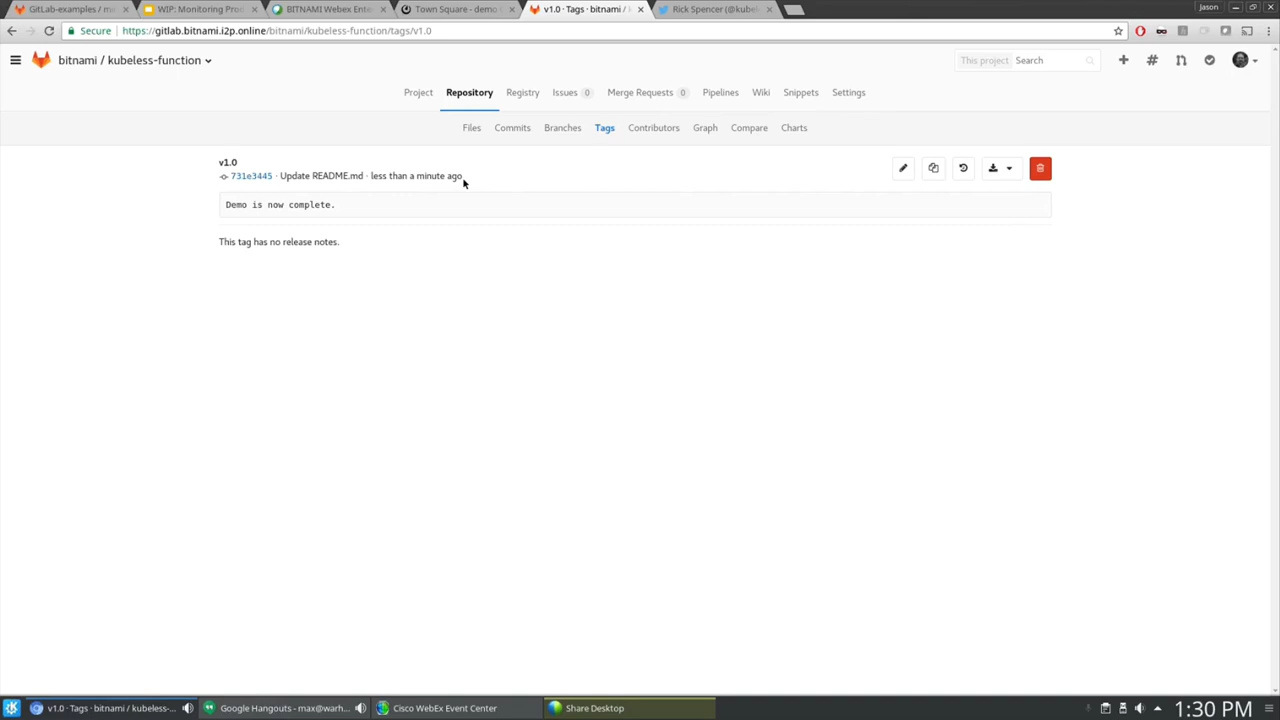 GitLab-examples / m
WIP: Monitoring Pro
BITNAMI Webex Ente
Town Square - demo
v1.0 · Tags · bitnami / k
Rick Spencer (@kube
Jason
Secure
https://gitlab.bitnami.i2p.online/bitnami/kubeless-function/tags/v1.0
bitnami / kubeless-function
This project
Search
Project
Repository
Registry
Issues 0
Merge Requests 0
Pipelines
Wiki
Snippets
Settings
Files
Commits
Branches
Tags
Contributors
Graph
Compare
Charts
v1.0
731e3445 · Update README.md · less than a minute ago
Demo is now complete.
This tag has no release notes.
v1.0 · Tags · bitnami / kubeless-...
Google Hangouts - max@warh...
Cisco WebEx Event Center
Share Desktop
1:30 PM